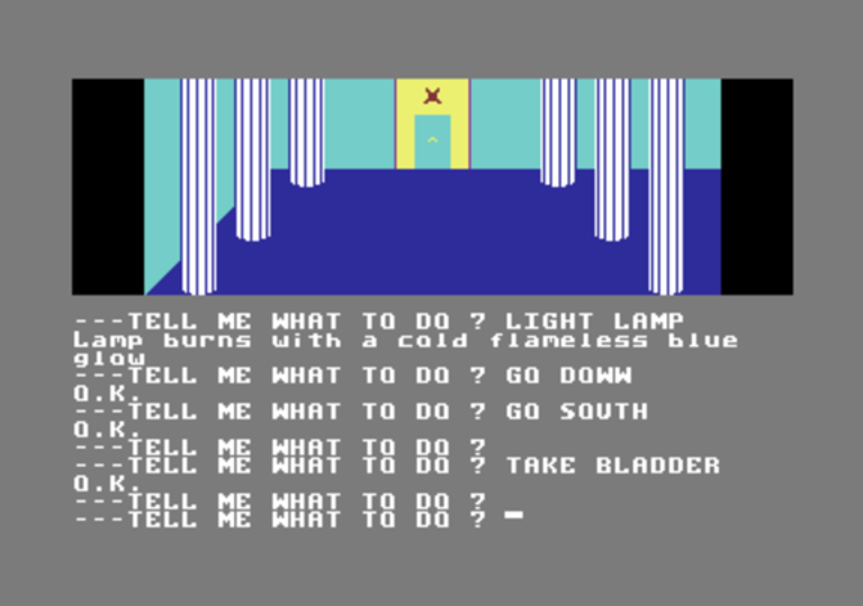 ---TELL ME WHAT TO DO ? LIGHT LAMP
Lamp burns with a cold flameless blue
glow
---TELL ME WHAT TO DO ? GO DOWW
O.K.
---TELL ME WHAT TO DO ? GO SOUTH
O.K.
---TELL ME WHAT TO DO ?
---TELL ME WHAT TO DO ? TAKE BLADDER
O.K.
---TELL ME WHAT TO DO ?
---TELL ME WHAT TO DO ?